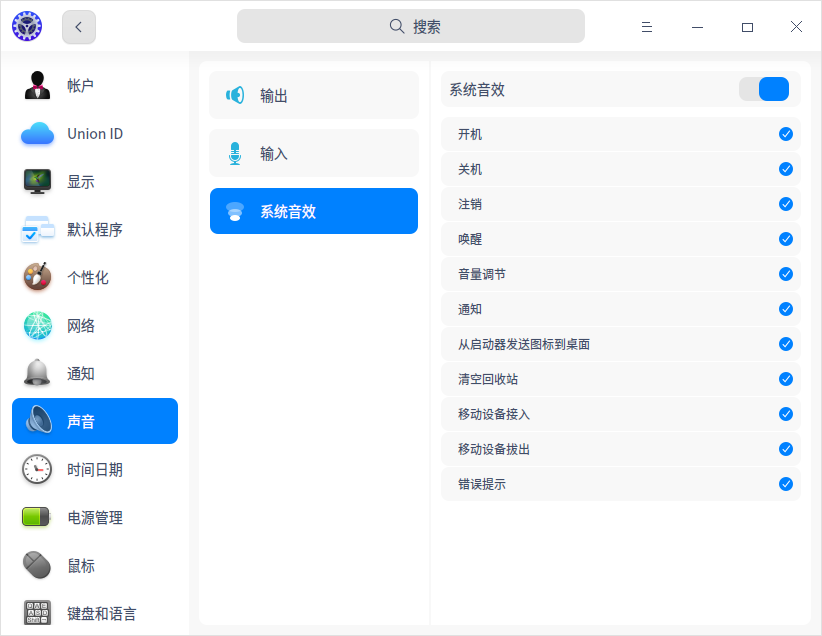 搜索
帐户
Union ID
显示
默认程序
个性化
网络
通知
声音
时间日期
电源管理
鼠标
键盘和语言
输出
输入
系统音效
系统音效
开机
关机
注销
唤醒
音量调节
通知
从启动器发送图标到桌面
清空回收站
移动设备接入
移动设备拔出
错误提示